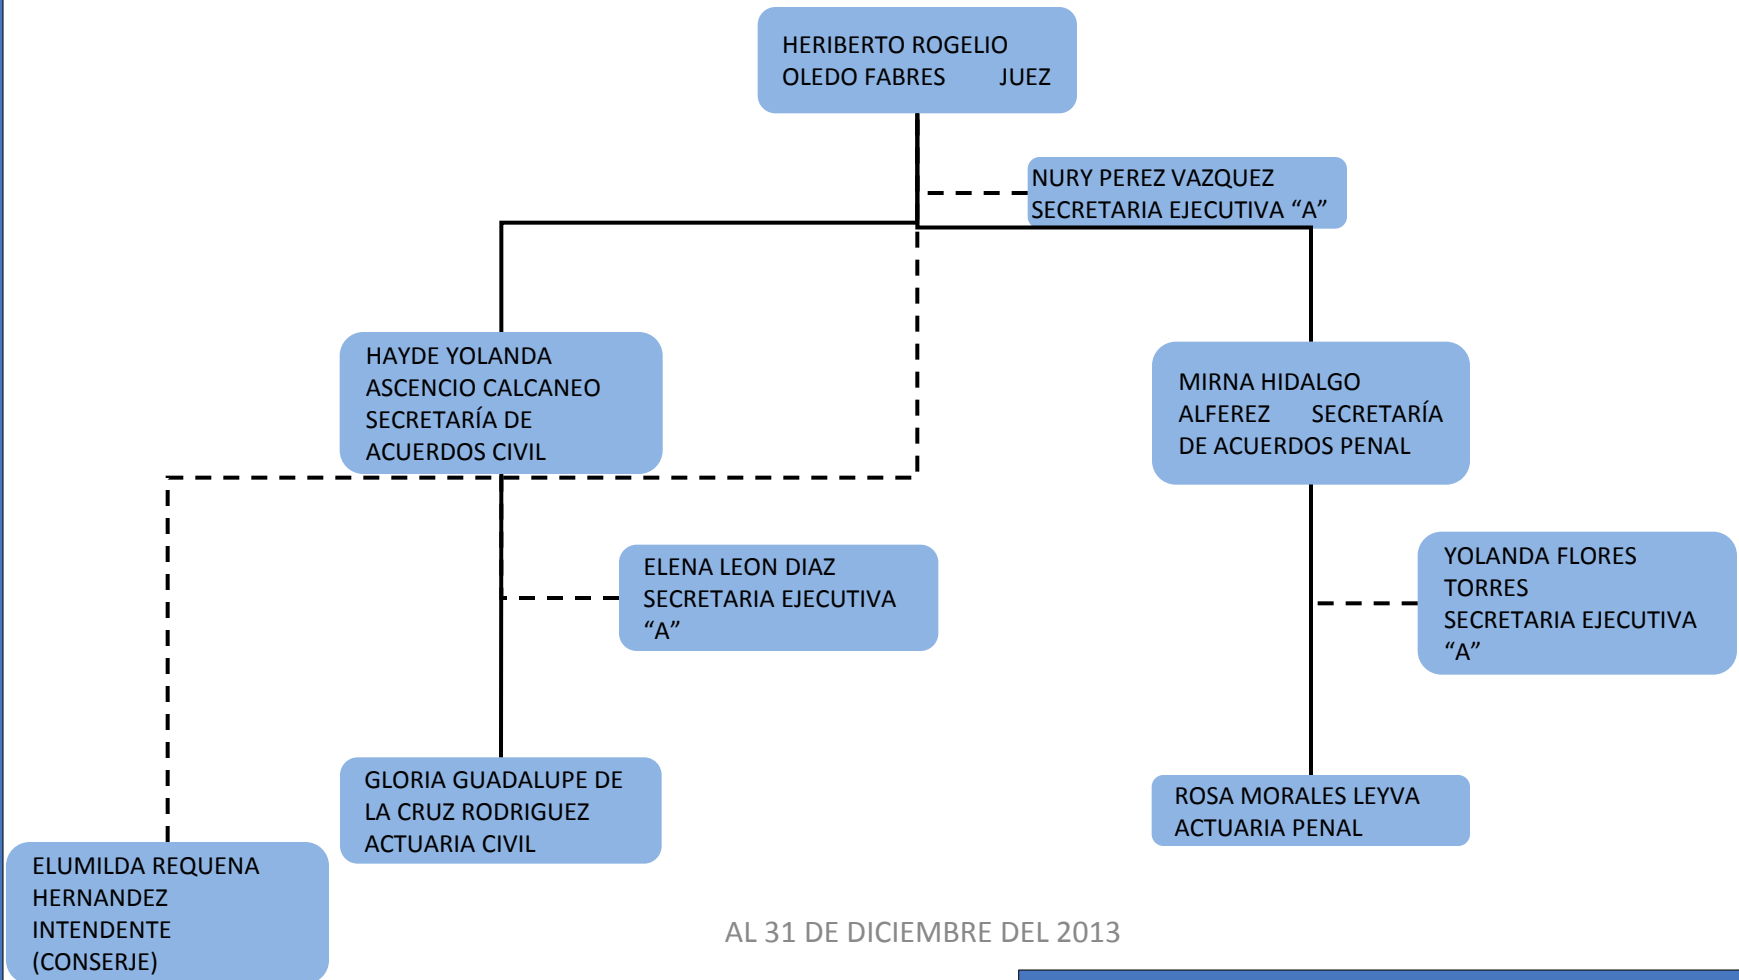 HERIBERTO ROGELIO
OLEDO FABRES JUEZ
NURY PEREZ VAZQUEZ
SECRETARIA EJECUTIVA “A”
HAYDE YOLANDA
ASCENCIO CALCANEO
SECRETARÍA DE
ACUERDOS CIVIL
MIRNA HIDALGO
ALFEREZ SECRETARÍA
DE ACUERDOS PENAL
ELENA LEON DIAZ
SECRETARIA EJECUTIVA
“A”
YOLANDA FLORES
TORRES
SECRETARIA EJECUTIVA
“A”
GLORIA GUADALUPE DE
LA CRUZ RODRIGUEZ
ACTUARIA CIVIL
ROSA MORALES LEYVA
ACTUARIA PENAL
ELUMILDA REQUENA
HERNANDEZ
INTENDENTE
(CONSERJE)
AL 31 DE DICIEMBRE DEL 2013